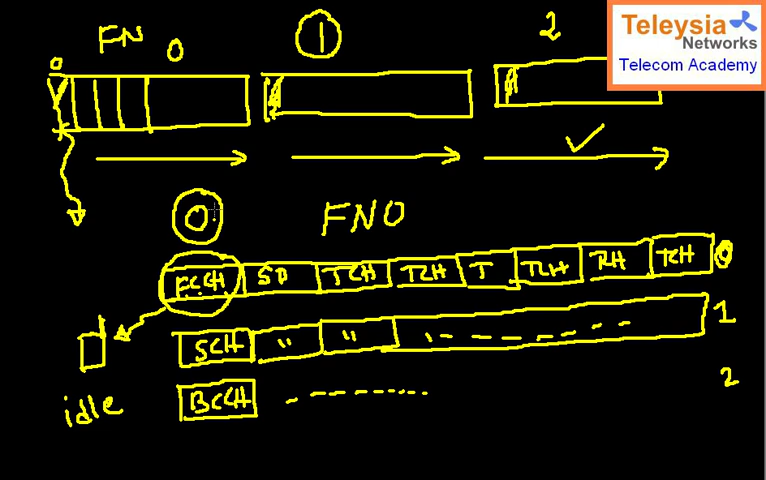 Teleysia
Networks
Telecom Academy
FN 0 1 2
0
0 FN0
FCCH SD TCH TCH T TCH TCH 0
SCH " " 1
BCCH 2
idle